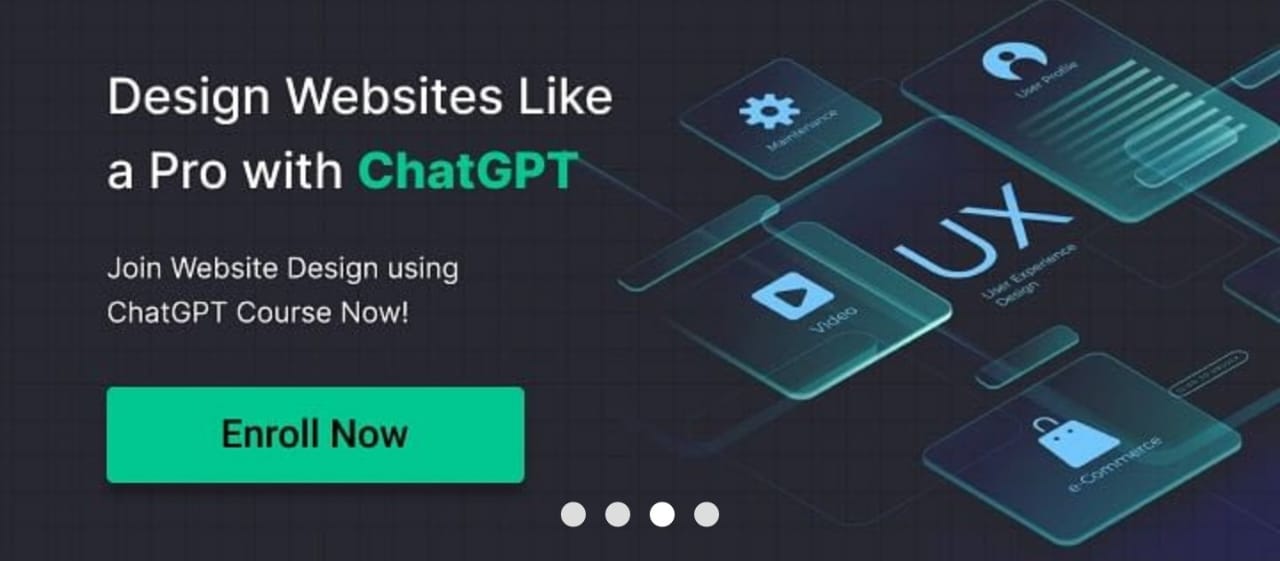 Design Websites Like
a Pro with ChatGPT
Join Website Design using
ChatGPT Course Now!
Enroll Now
Maintenance
User Profile
UX
User Experience
Design
Video
e-Commerce